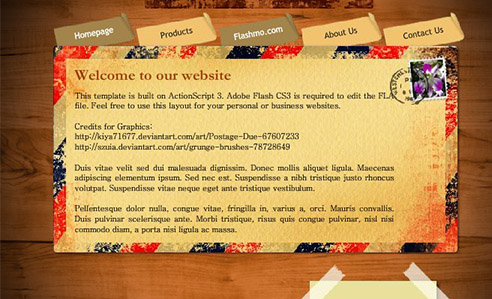 Homepage
Products
Flashmo.com
About Us
Contact Us
Welcome to our website
This template is built on ActionScript 3. Adobe Flash CS3 is required to edit the FLA
file. Feel free to use this layout for your personal or business websites.
Credits for Graphics:
http://kiya71677.deviantart.com/art/Postage-Due-67607233
http://szuia.deviantart.com/art/grunge-brushes-78728649
Duis vitae velit sed dui malesuada dignissim. Donec mollis aliquet ligula. Maecenas
adipiscing elementum ipsum. Sed nec est. Suspendisse a nibh tristique justo rhoncus
volutpat. Suspendisse vitae neque eget ante tristique vestibulum.
Pellentesque dolor nulla, congue vitae, fringilla in, varius a, orci. Mauris convallis.
Duis pulvinar scelerisque ante. Morbi tristique, risus quis congue pulvinar, nisl nisi
commodo diam, a porta nisi ligula ac massa.